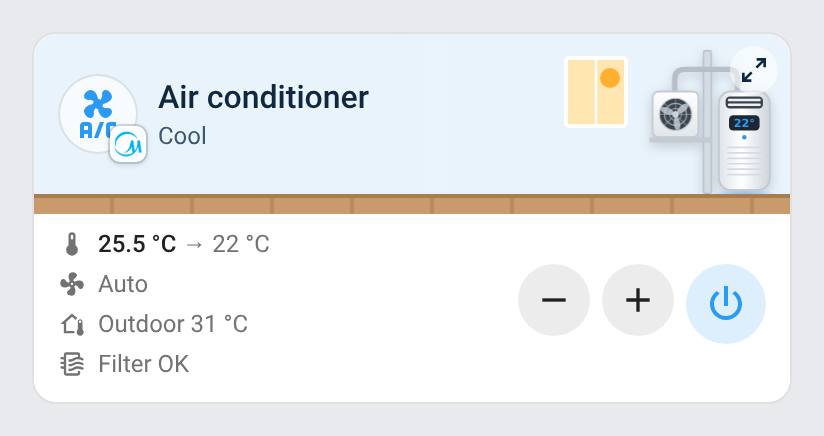 Air conditioner
Cool
A/C
22°
25.5 °C → 22 °C
Auto
Outdoor 31 °C
Filter OK